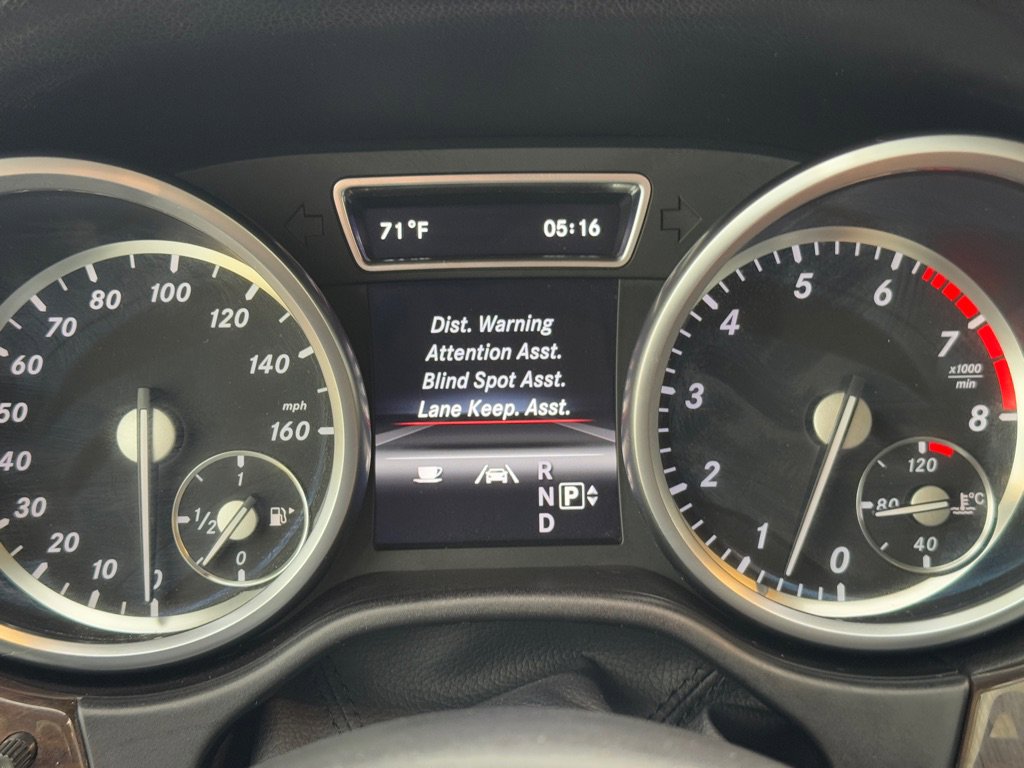 71°F 05:16
Dist. Warning
Attention Asst.
Blind Spot Asst.
Lane Keep. Asst.
R
N P
D
0
10
20
30
40
50
60
70
80
100
120
140
160
mph
1
1/2
0
0
1
2
3
4
5
6
7
8
x1000
min
120
80
40
°C